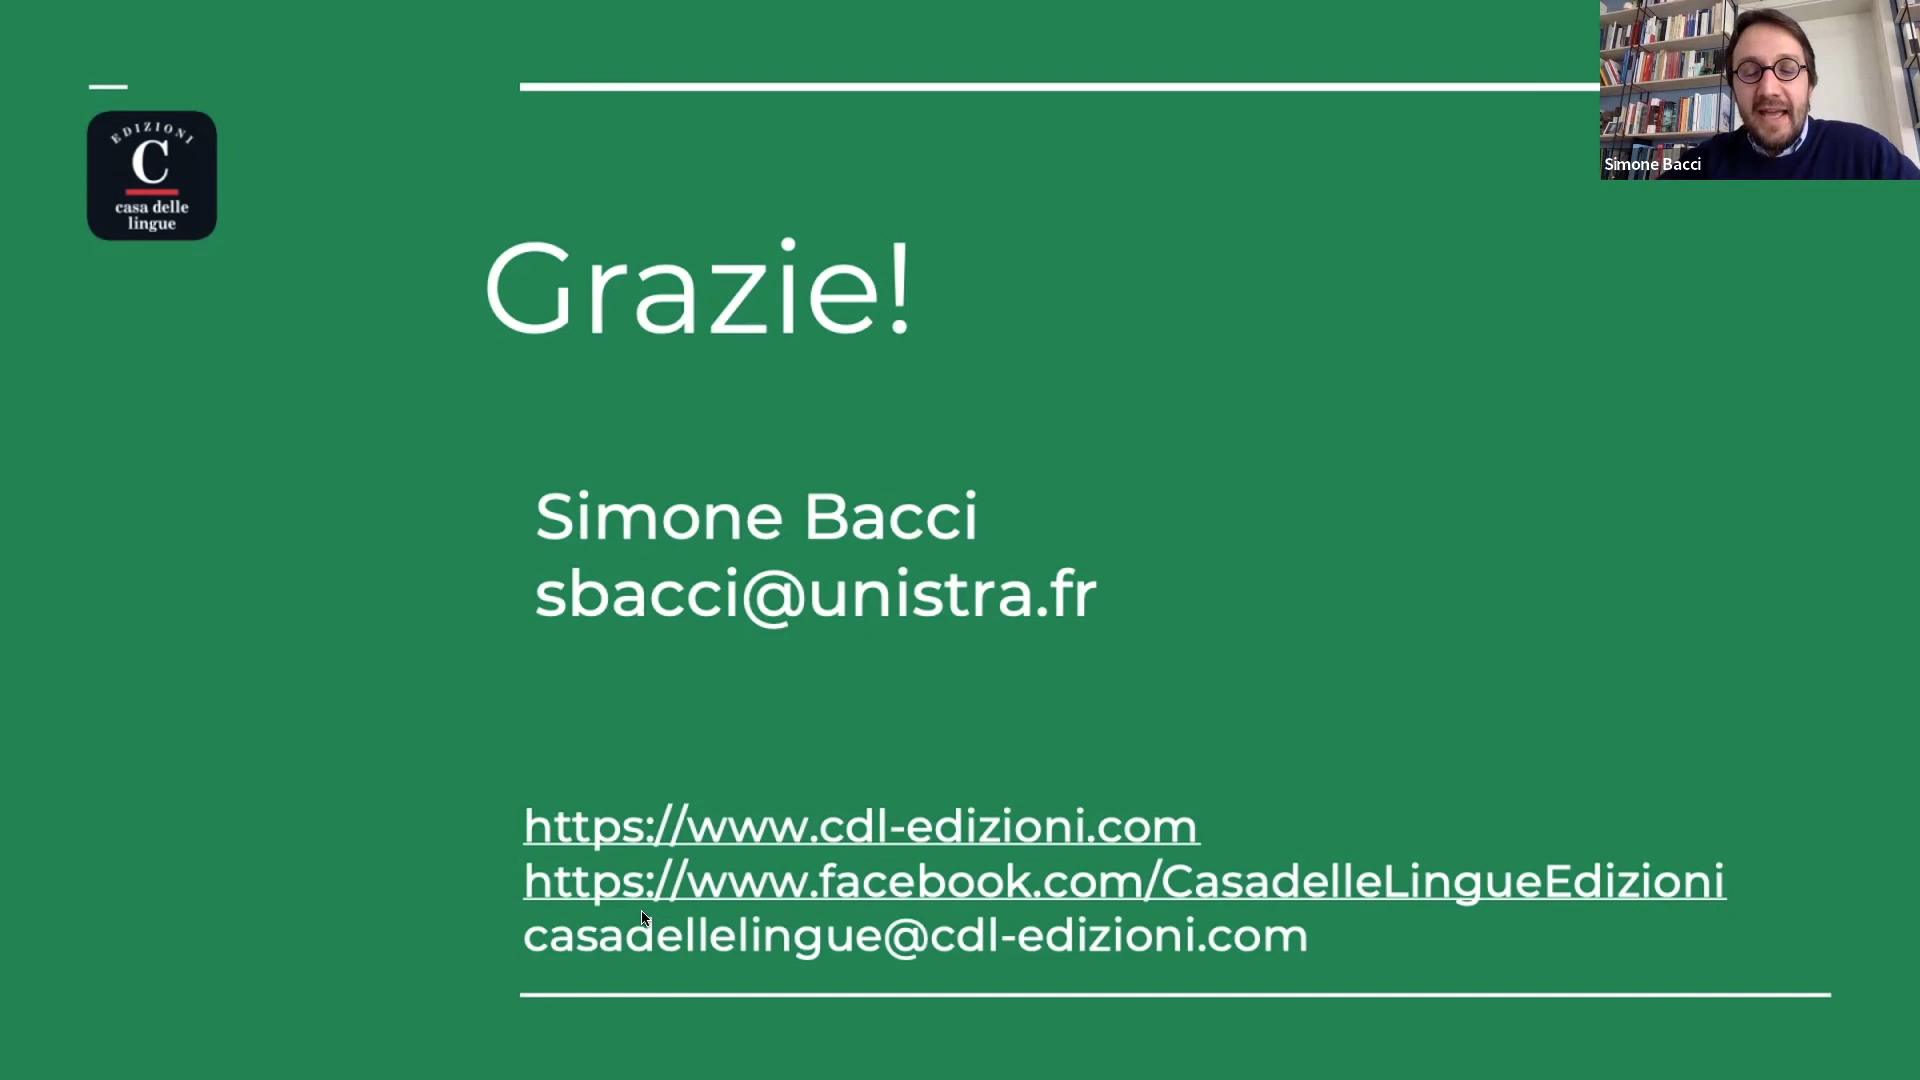 EDIZIONI
C
casa delle
lingue
Simone Bacci
Grazie!
Simone Bacci
sbacci@unistra.fr
https://www.cdl-edizioni.com
https://www.facebook.com/CasadelleLingueEdizioni
casadellelingue@cdl-edizioni.com